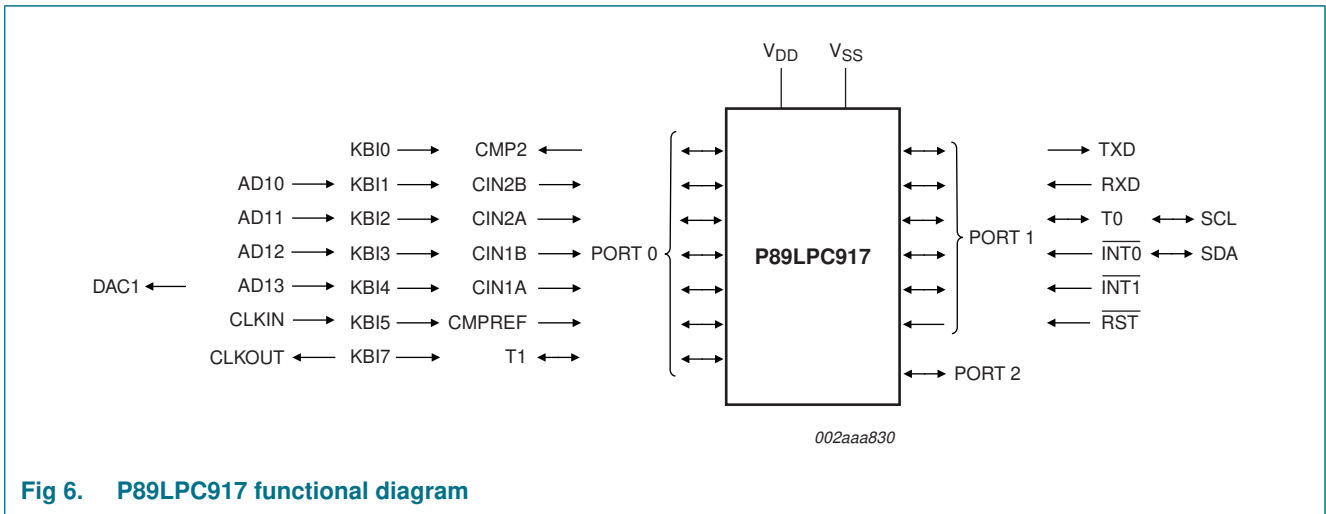 VDD VSS
KBI0 CMP2 TXD
AD10 KBI1 CIN2B RXD
AD11 KBI2 CIN2A T0 SCL
PORT 1
AD12 KBI3 CIN1B PORT 0 P89LPC917 INT0 SDA
DAC1 AD13 KBI4 CIN1A INT1
CLKIN KBI5 CMPREF RST
CLKOUT KBI7 T1
PORT 2
002aaa830
Fig 6. P89LPC917 functional diagram